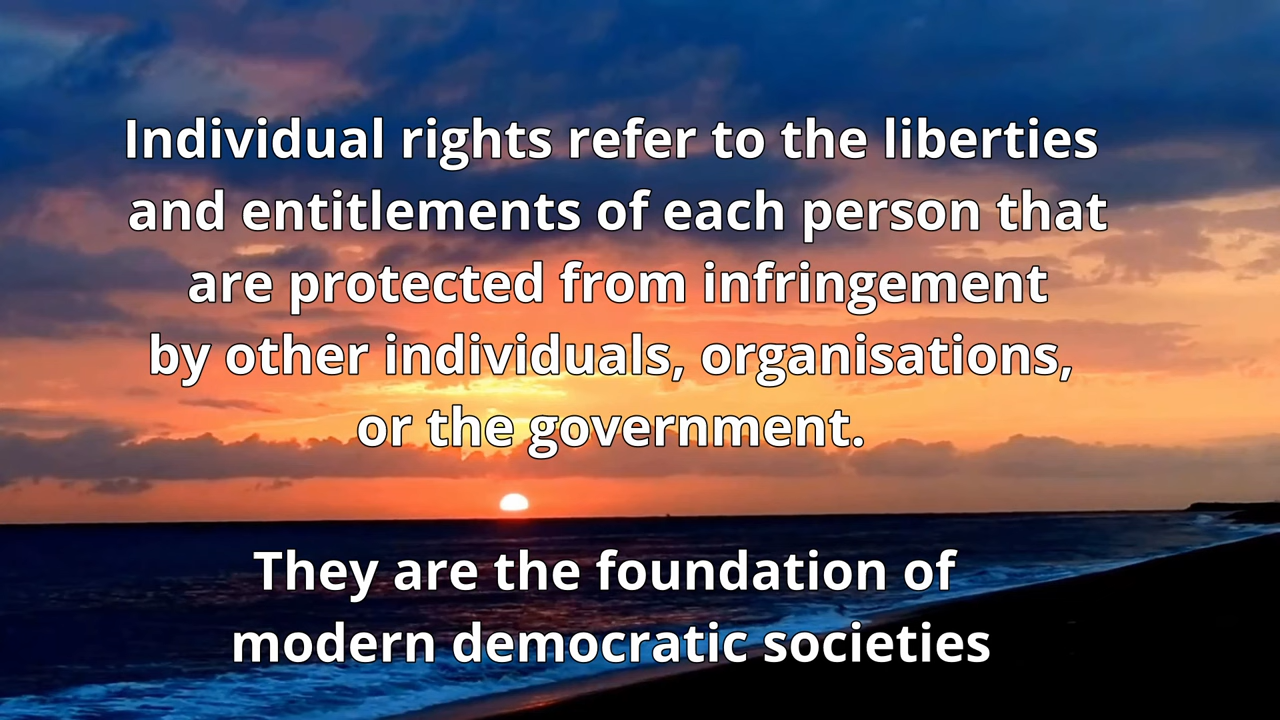 Individual rights refer to the liberties
and entitlements of each person that
are protected from infringement
by other individuals, organisations,
or the government.
They are the foundation of
modern democratic societies